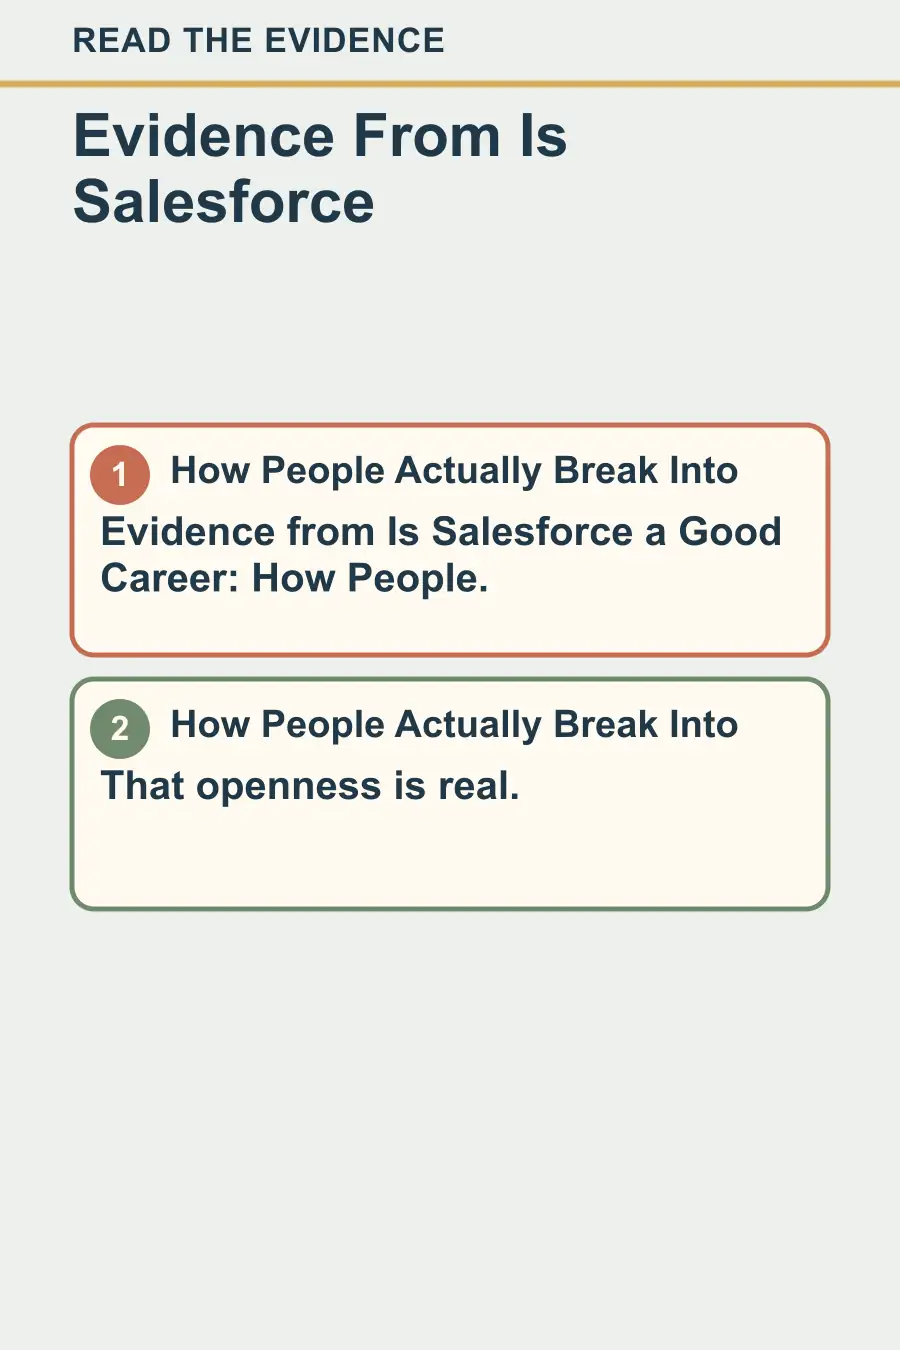 READ THE EVIDENCE
Evidence From Is
Salesforce
1 How People Actually Break Into
Evidence from Is Salesforce a Good
Career: How People.
2 How People Actually Break Into
That openness is real.